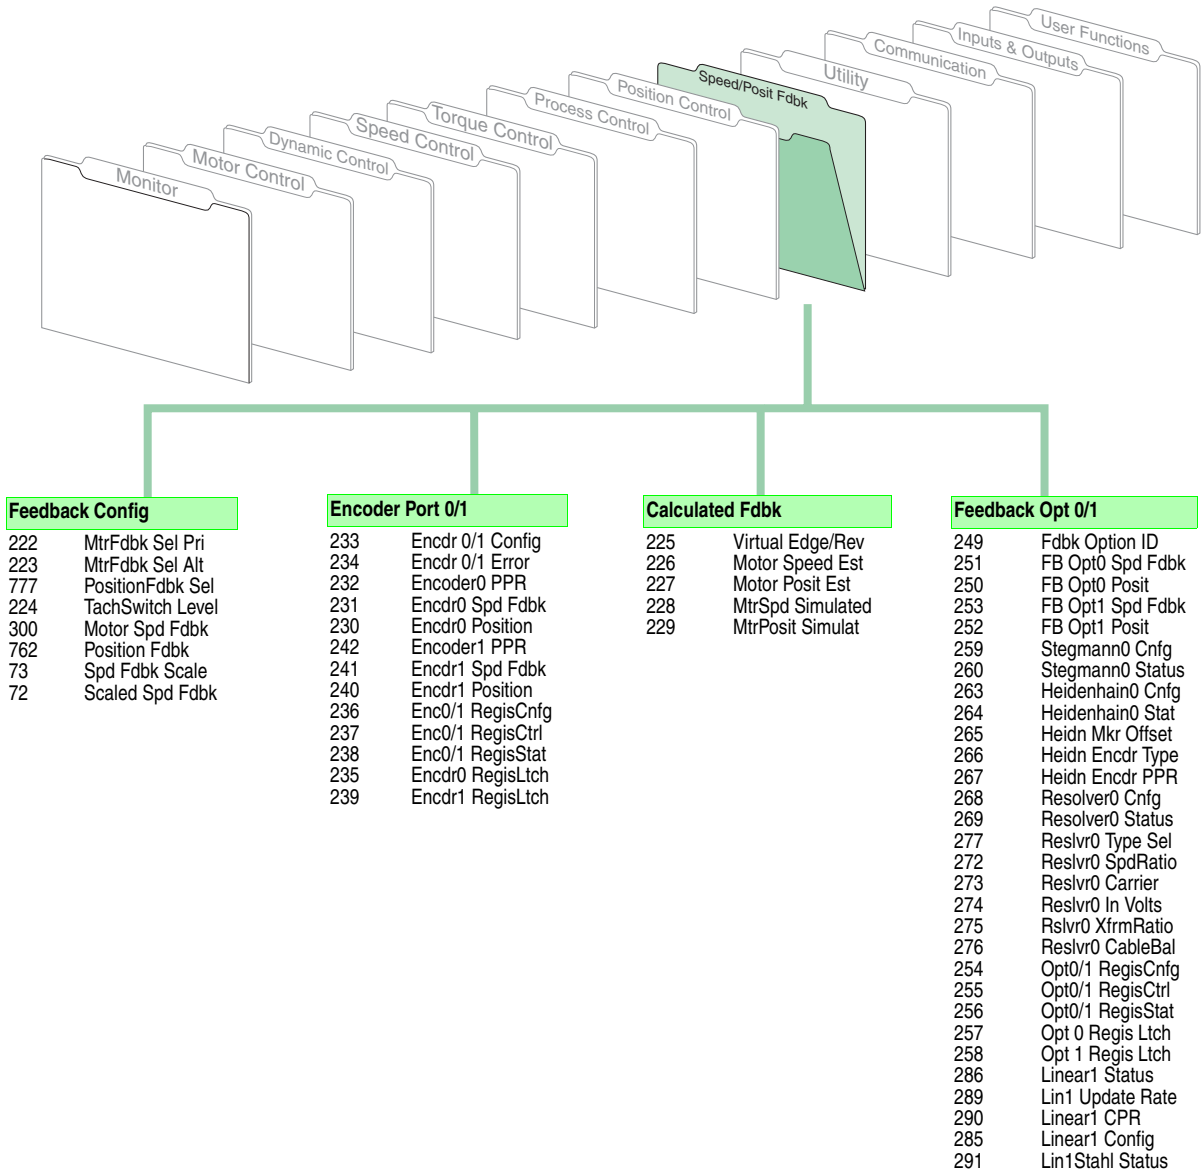 User Functions
Inputs & Outputs
Communication
Utility
Speed/Posit Fdbk
Position Control
Process Control
Torque Control
Speed Control
Dynamic Control
Motor Control
Monitor
Feedback Config
222 MtrFdbk Sel Pri
223 MtrFdbk Sel Alt
777 PositionFdbk Sel
224 TachSwitch Level
300 Motor Spd Fdbk
762 Position Fdbk
73 Spd Fdbk Scale
72 Scaled Spd Fdbk
Encoder Port 0/1
233 Encdr 0/1 Config
234 Encdr 0/1 Error
232 Encoder0 PPR
231 Encdr0 Spd Fdbk
230 Encdr0 Position
242 Encoder1 PPR
241 Encdr1 Spd Fdbk
240 Encdr1 Position
236 Enc0/1 RegisCnfg
237 Enc0/1 RegisCtrl
238 Enc0/1 RegisStat
235 Encdr0 RegisLtch
239 Encdr1 RegisLtch
Calculated Fdbk
225 Virtual Edge/Rev
226 Motor Speed Est
227 Motor Posit Est
228 MtrSpd Simulated
229 MtrPosit Simulat
Feedback Opt 0/1
249 Fdbk Option ID
251 FB Opt0 Spd Fdbk
250 FB Opt0 Posit
253 FB Opt1 Spd Fdbk
252 FB Opt1 Posit
259 Stegmann0 Cnfg
260 Stegmann0 Status
263 Heidenhain0 Cnfg
264 Heidenhain0 Stat
265 Heidn Mkr Offset
266 Heidn Encdr Type
267 Heidn Encdr PPR
268 Resolver0 Cnfg
269 Resolver0 Status
277 Reslvr0 Type Sel
272 Reslvr0 SpdRatio
273 Reslvr0 Carrier
274 Reslvr0 In Volts
275 Rslvr0 XfrmRatio
276 Reslvr0 CableBal
254 Opt0/1 RegisCnfg
255 Opt0/1 RegisCtrl
256 Opt0/1 RegisStat
257 Opt 0 Regis Ltch
258 Opt 1 Regis Ltch
286 Linear1 Status
289 Lin1 Update Rate
290 Linear1 CPR
285 Linear1 Config
291 Lin1Stahl Status